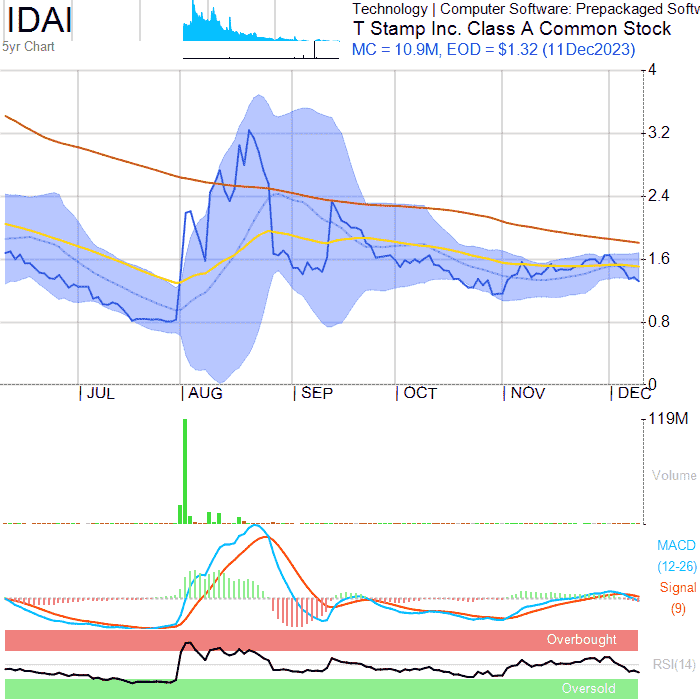 IDAI
5yr Chart
Technology | Computer Software: Prepackaged Softw
T Stamp Inc. Class A Common Stock
MC = 10.9M, EOD = $1.32 (11Dec2023)
4
3.2
2.4
1.6
0.8
0
JUL
AUG
SEP
OCT
NOV
DEC
119M
Volume
MACD
(12-26)
Signal
(9)
Overbought
RSI(14)
Oversold